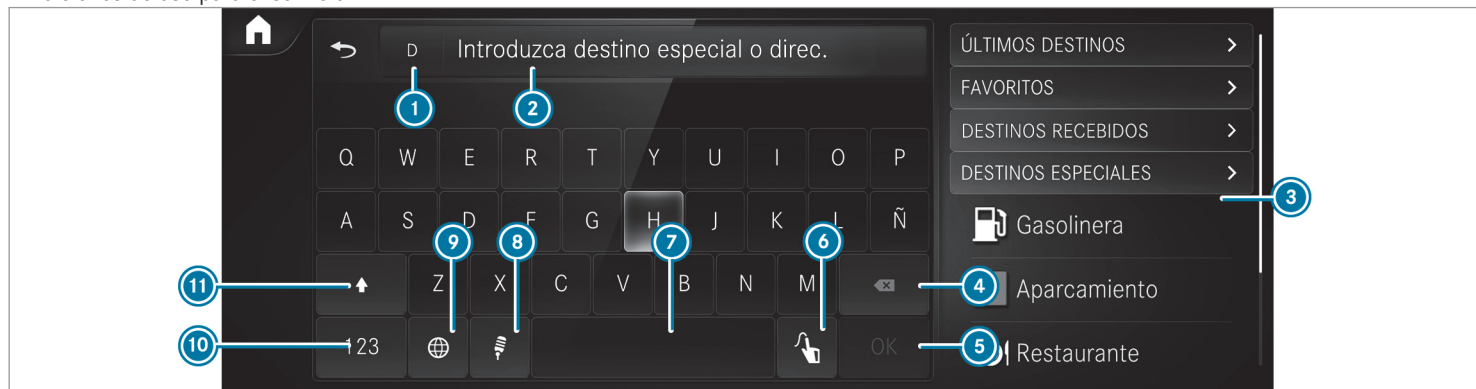 D Introduzca destino especial o direc.
1
2
Q W E R T Y U I O P
A S D F G H J K L Ñ
9 8 7 6
11 Z X C V B N M 4
10 123 OK 5
ÚLTIMOS DESTINOS
FAVORITOS
DESTINOS RECEBIDOS
DESTINOS ESPECIALES
3
Gasolinera
Aparcamiento
Restaurante